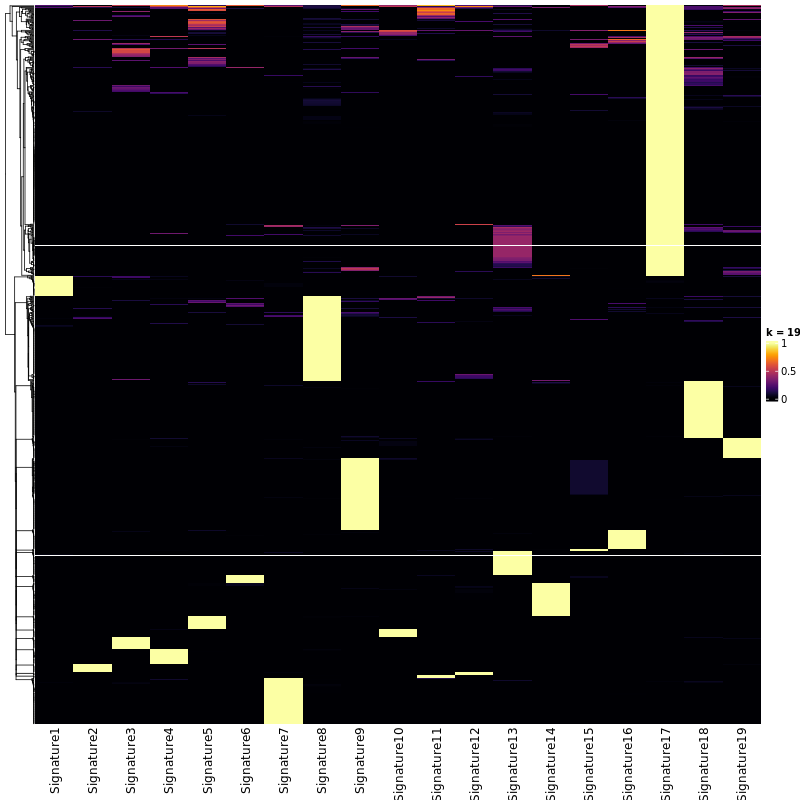 k = 19
1
0.5
0
Signature1
Signature2
Signature3
Signature4
Signature5
Signature6
Signature7
Signature8
Signature9
Signature10
Signature11
Signature12
Signature13
Signature14
Signature15
Signature16
Signature17
Signature18
Signature19